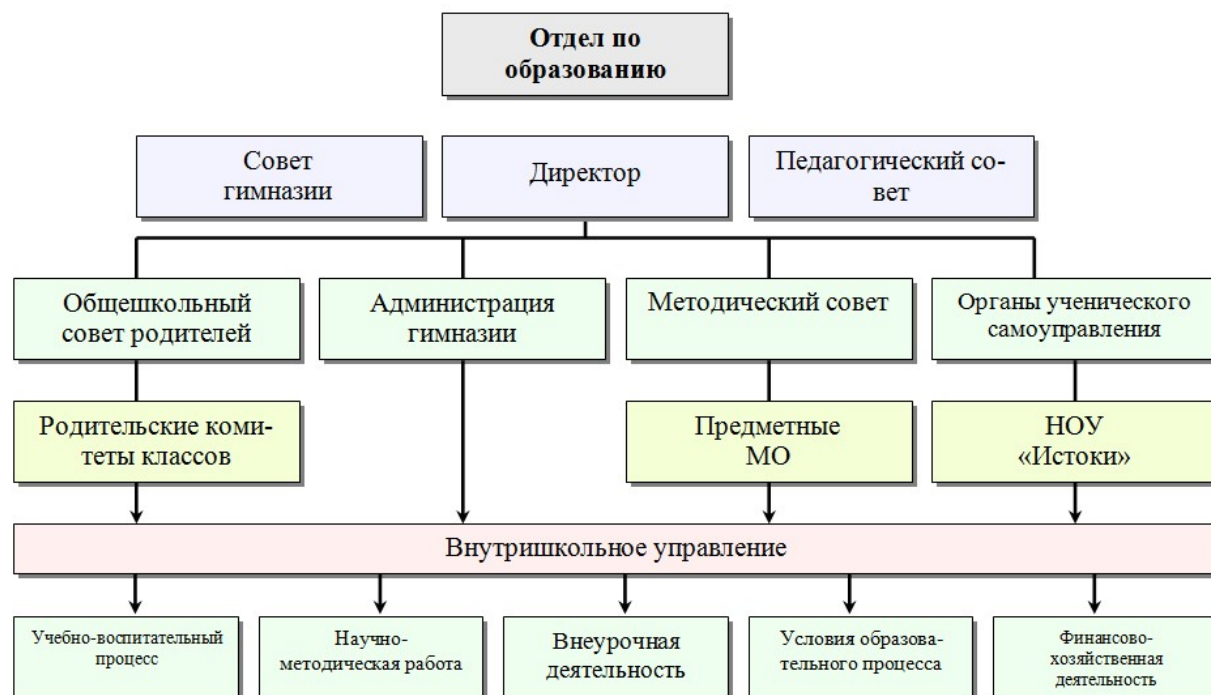 Отдел по
образованию
Совет
гимназии
Директор
Педагогический со-
вет
Общешкольный
совет родителей
Администрация
гимназии
Методический совет
Органы ученического
самоуправления
Родительские коми-
теты классов
Предметные
МО
НОУ
«Истоки»
Внутришкольное управление
Учебно-воспитательный
процесс
Научно-
методическая работа
Внеурочная
деятельность
Условия образова-
тельного процесса
Финансово-
хозяйственная
деятельность